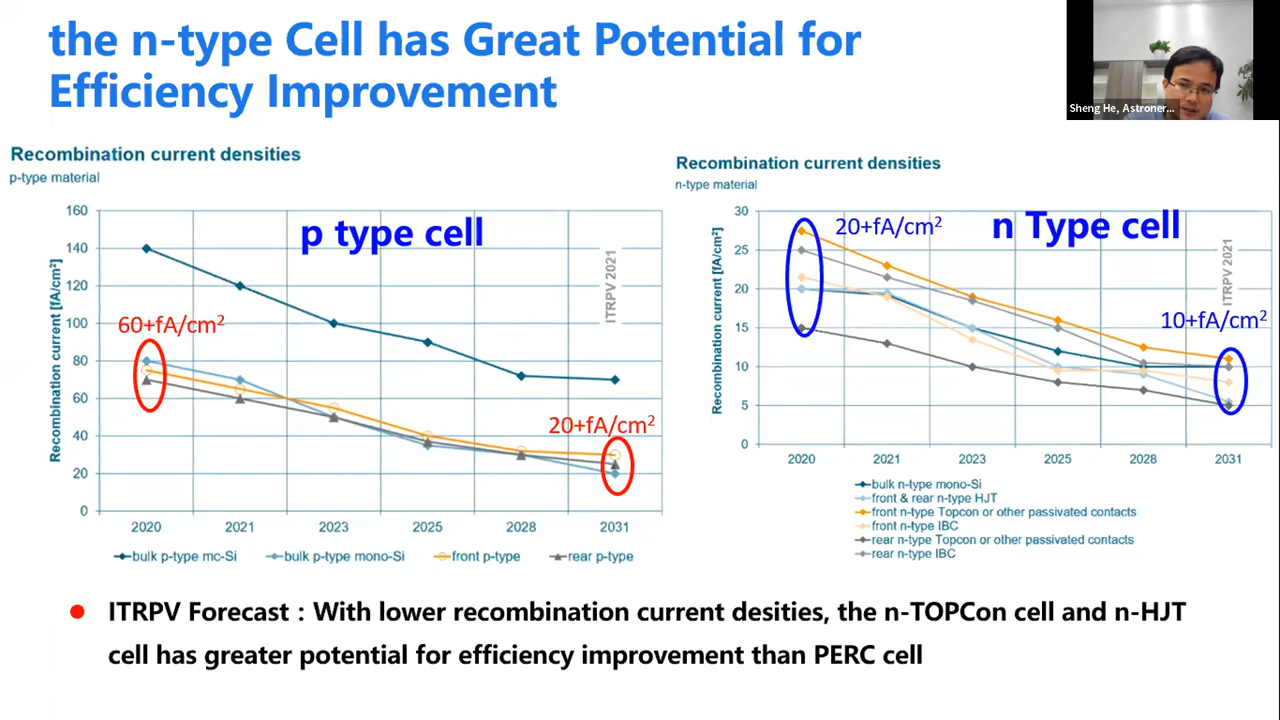 the n-type Cell has Great Potential for
Efficiency Improvement
Sheng He, Astroner...
Recombination current densities
p-type material
p type cell
Recombination current [fA/cm²]
160
140
120
100
80
60
40
20
0
60+fA/cm²
20+fA/cm²
ITRPV 2021
2020 2021 2023 2025 2028 2031
bulk p-type mc-Si bulk p-type mono-Si front p-type rear p-type
Recombination current densities
n-type material
n Type cell
Recombination current [fA/cm²]
30
25
20
15
10
5
0
20+fA/cm²
10+fA/cm²
ITRPV 2021
2020 2021 2023 2025 2028 2031
bulk n-type mono-Si
front & rear n-type HJT
front n-type Topcon or other passivated contacts
front n-type IBC
rear n-type Topcon or other passivated contacts
rear n-type IBC
ITRPV Forecast : With lower recombination current desities, the n-TOPCon cell and n-HJT
cell has greater potential for efficiency improvement than PERC cell